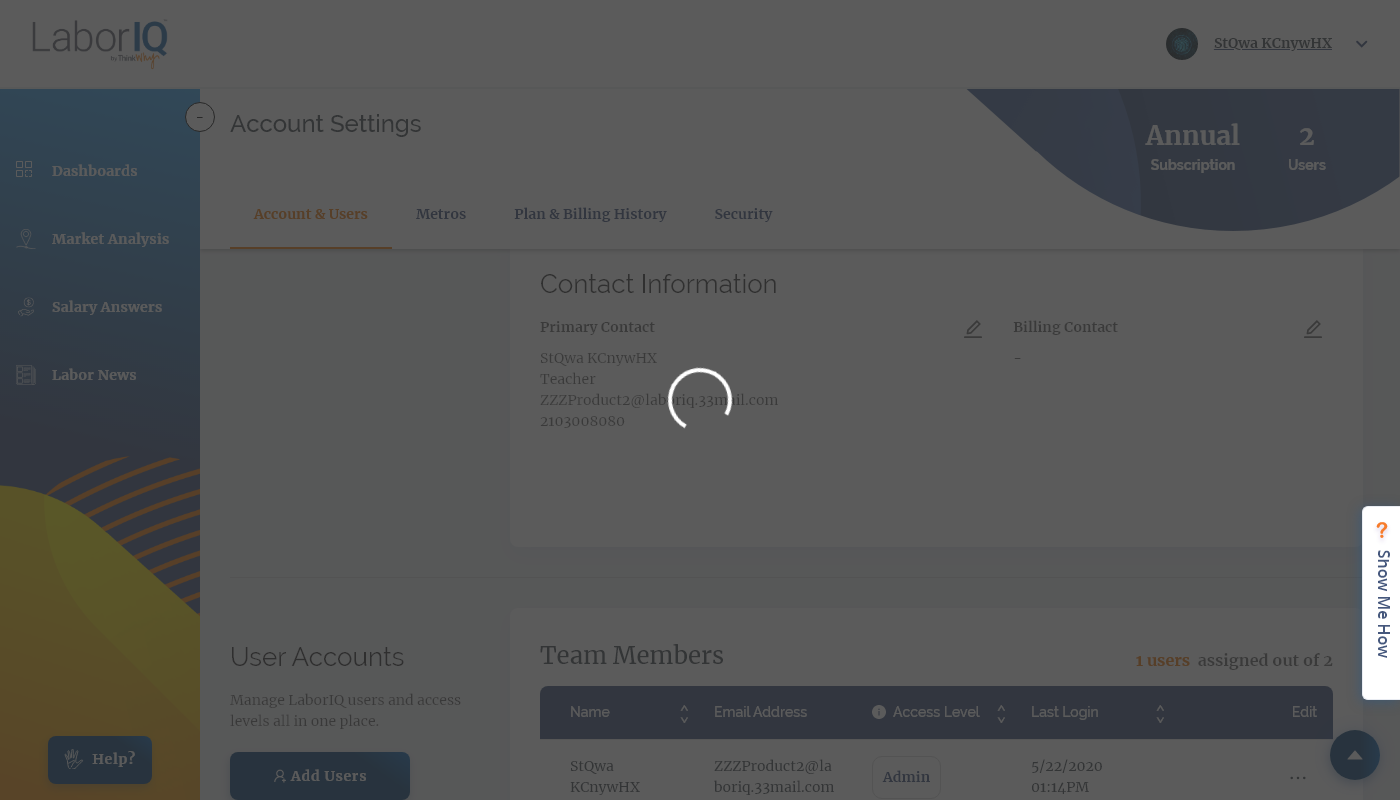 LaborIQ
by ThinkWhy
StQwa KCnywHX
-
Account Settings
Annual
Subscription
2
Users
Dashboards
Market Analysis
Salary Answers
Labor News
Account & Users
Metros
Plan & Billing History
Security
Contact Information
Primary Contact
StQwa KCnywHX
Teacher
ZZZProduct2@laboriq.33mail.com
2103008080
Billing Contact
-
? Show Me How
User Accounts
Manage LaborIQ users and access
levels all in one place.
Add Users
Help?
Team Members
1 users assigned out of 2
Name
Email Address
Access Level
Last Login
Edit
StQwa
KCnywHX
ZZZProduct2@la
boriq.33mail.com
Admin
5/22/2020
01:14PM
...